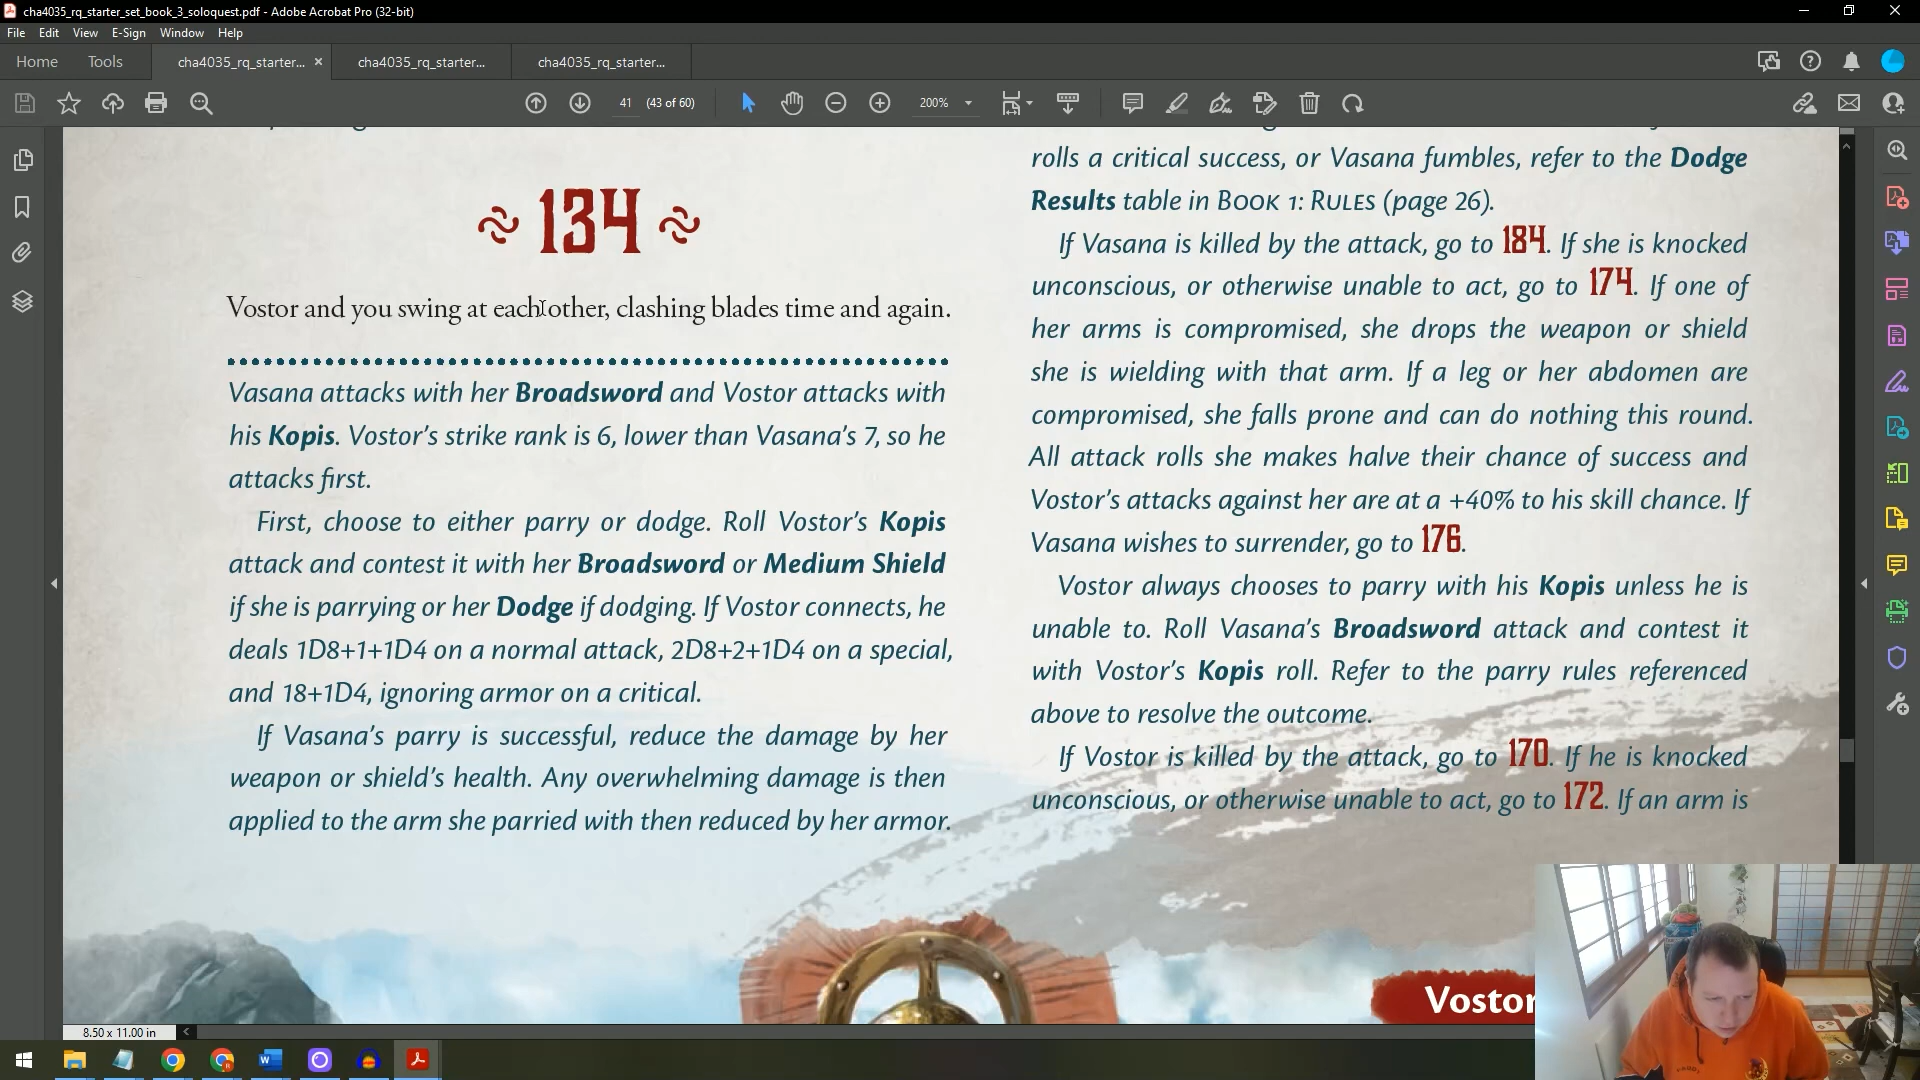 cha4035_rq_starter_set_book_3_soloquest.pdf - Adobe Acrobat Pro (32-bit)
File Edit View E-Sign Window Help
Home Tools cha4035_rq_starter... × cha4035_rq_starter... cha4035_rq_starter...
41 (43 of 60) 200%
134
Vostor and you swing at each other, clashing blades time and again.
Vasana attacks with her Broadsword and Vostor attacks with
his Kopis. Vostor's strike rank is 6, lower than Vasana's 7, so he
attacks first.
First, choose to either parry or dodge. Roll Vostor's Kopis
attack and contest it with her Broadsword or Medium Shield
if she is parrying or her Dodge if dodging. If Vostor connects, he
deals 1D8+1+1D4 on a normal attack, 2D8+2+1D4 on a special,
and 18+1D4, ignoring armor on a critical.
If Vasana's parry is successful, reduce the damage by her
weapon or shield's health. Any overwhelming damage is then
applied to the arm she parried with then reduced by her armor.
rolls a critical success, or Vasana fumbles, refer to the Dodge
Results table in Book 1: Rules (page 26).
If Vasana is killed by the attack, go to 184. If she is knocked
unconscious, or otherwise unable to act, go to 174. If one of
her arms is compromised, she drops the weapon or shield
she is wielding with that arm. If a leg or her abdomen are
compromised, she falls prone and can do nothing this round.
All attack rolls she makes halve their chance of success and
Vostor's attacks against her are at a +40% to his skill chance. If
Vasana wishes to surrender, go to 176.
Vostor always chooses to parry with his Kopis unless he is
unable to. Roll Vasana's Broadsword attack and contest it
with Vostor's Kopis roll. Refer to the parry rules referenced
above to resolve the outcome.
If Vostor is killed by the attack, go to 170. If he is knocked
unconscious, or otherwise unable to act, go to 172. If an arm is
Vostor
8.50 x 11.00 in